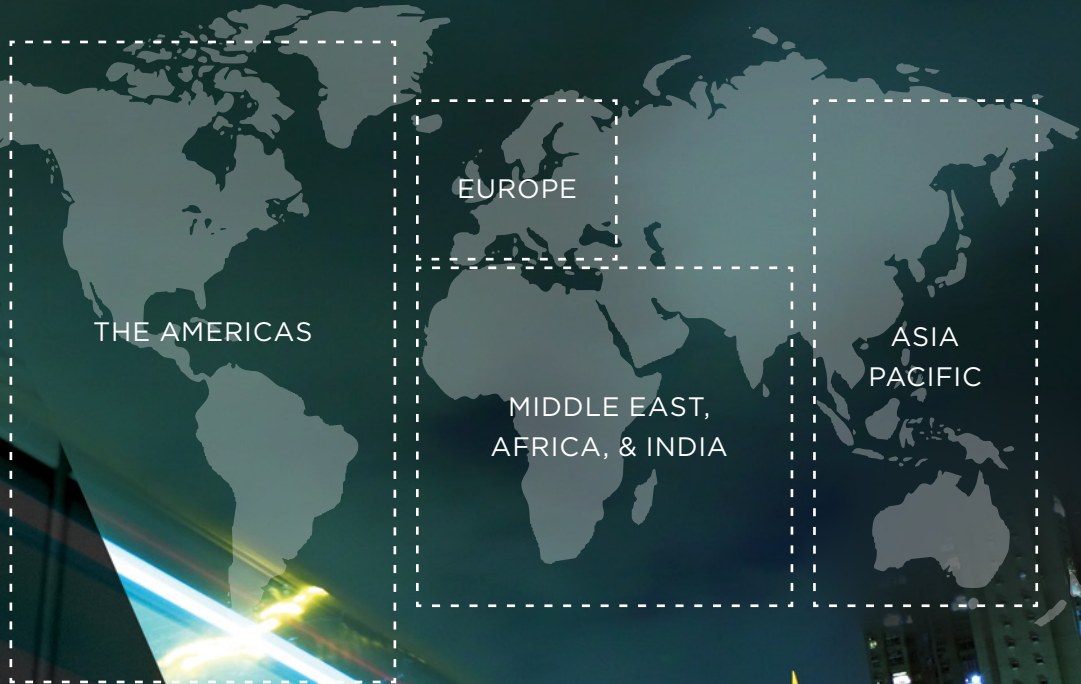 EUROPE
THE AMERICAS
ASIA
PACIFIC
MIDDLE EAST,
AFRICA, & INDIA